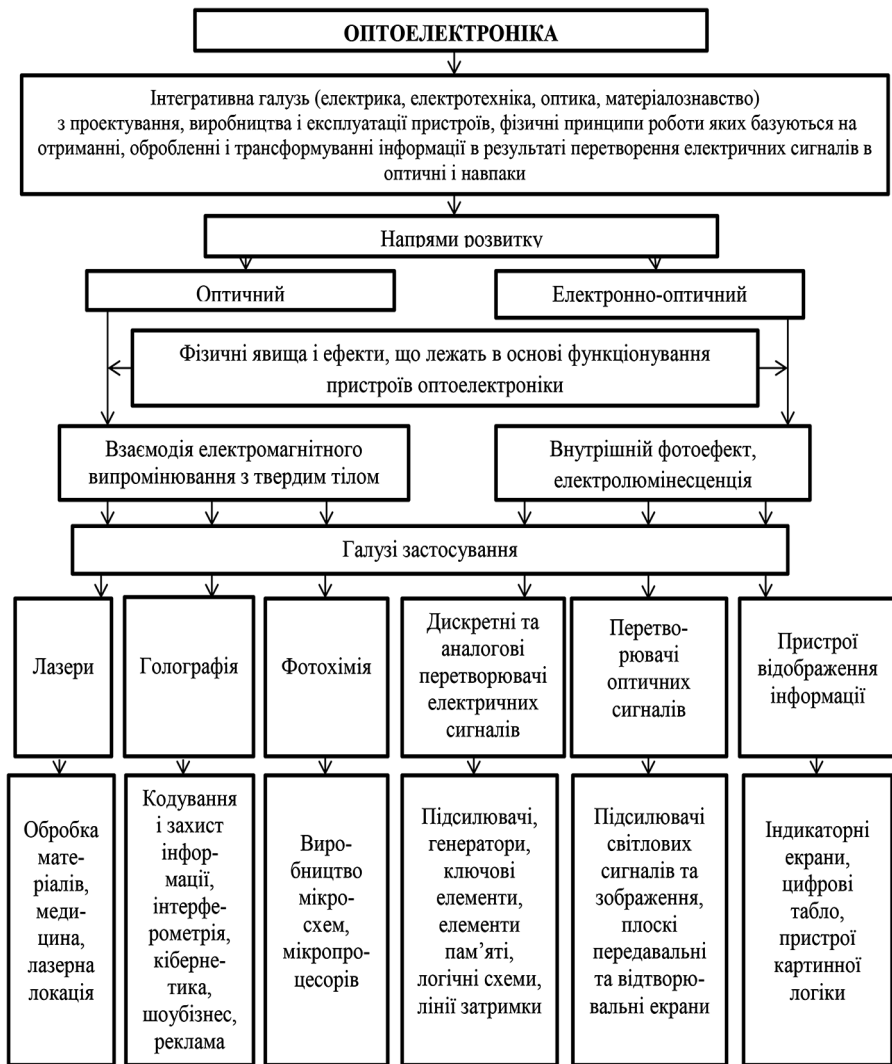 ОПТОЕЛЕКТРОНІКА
Інтегративна галузь (електрика, електротехніка, оптика, матеріалознавство)
з проектування, виробництва і експлуатації пристроїв, фізичні принципи роботи яких базуються на
отриманні, обробленні і трансформуванні інформації в результаті перетворення електричних сигналів в
оптичні і навпаки
Напрями розвитку
Оптичний
Електронно-оптичний
Фізичні явища і ефекти, що лежать в основі функціонування
пристроїв оптоелектроніки
Взаємодія електромагнітного
випромінювання з твердим тілом
Внутрішній фотоефект,
електролюмінесценція
Галузі застосування
Лазери
Голографія
Фотохімія
Дискретні та
аналогові
перетворювачі
електричних
сигналів
Перетво-
рювачі
оптичних
сигналів
Пристрої
відображення
інформації
Обробка
мате-
ріалів,
меди-
цина,
лазерна
локація
Кодування
і захист
інфор-
мації,
інтерфе-
рометрія,
кіберне-
тика,
шоубізнес,
реклама
Виро-
бництво
мікро-
схем,
мікропро-
цесорів
Підсилювачі,
генератори,
ключові
елементи,
елементи
пам’яті,
логічні схеми,
лінії затримки
Підсилювачі
світлових
сигналів та
зображення,
плоскі
передавальні
та відтворю-
вальні екрани
Індикаторні
екрани,
цифрові
табло,
пристрої
картинної
логіки